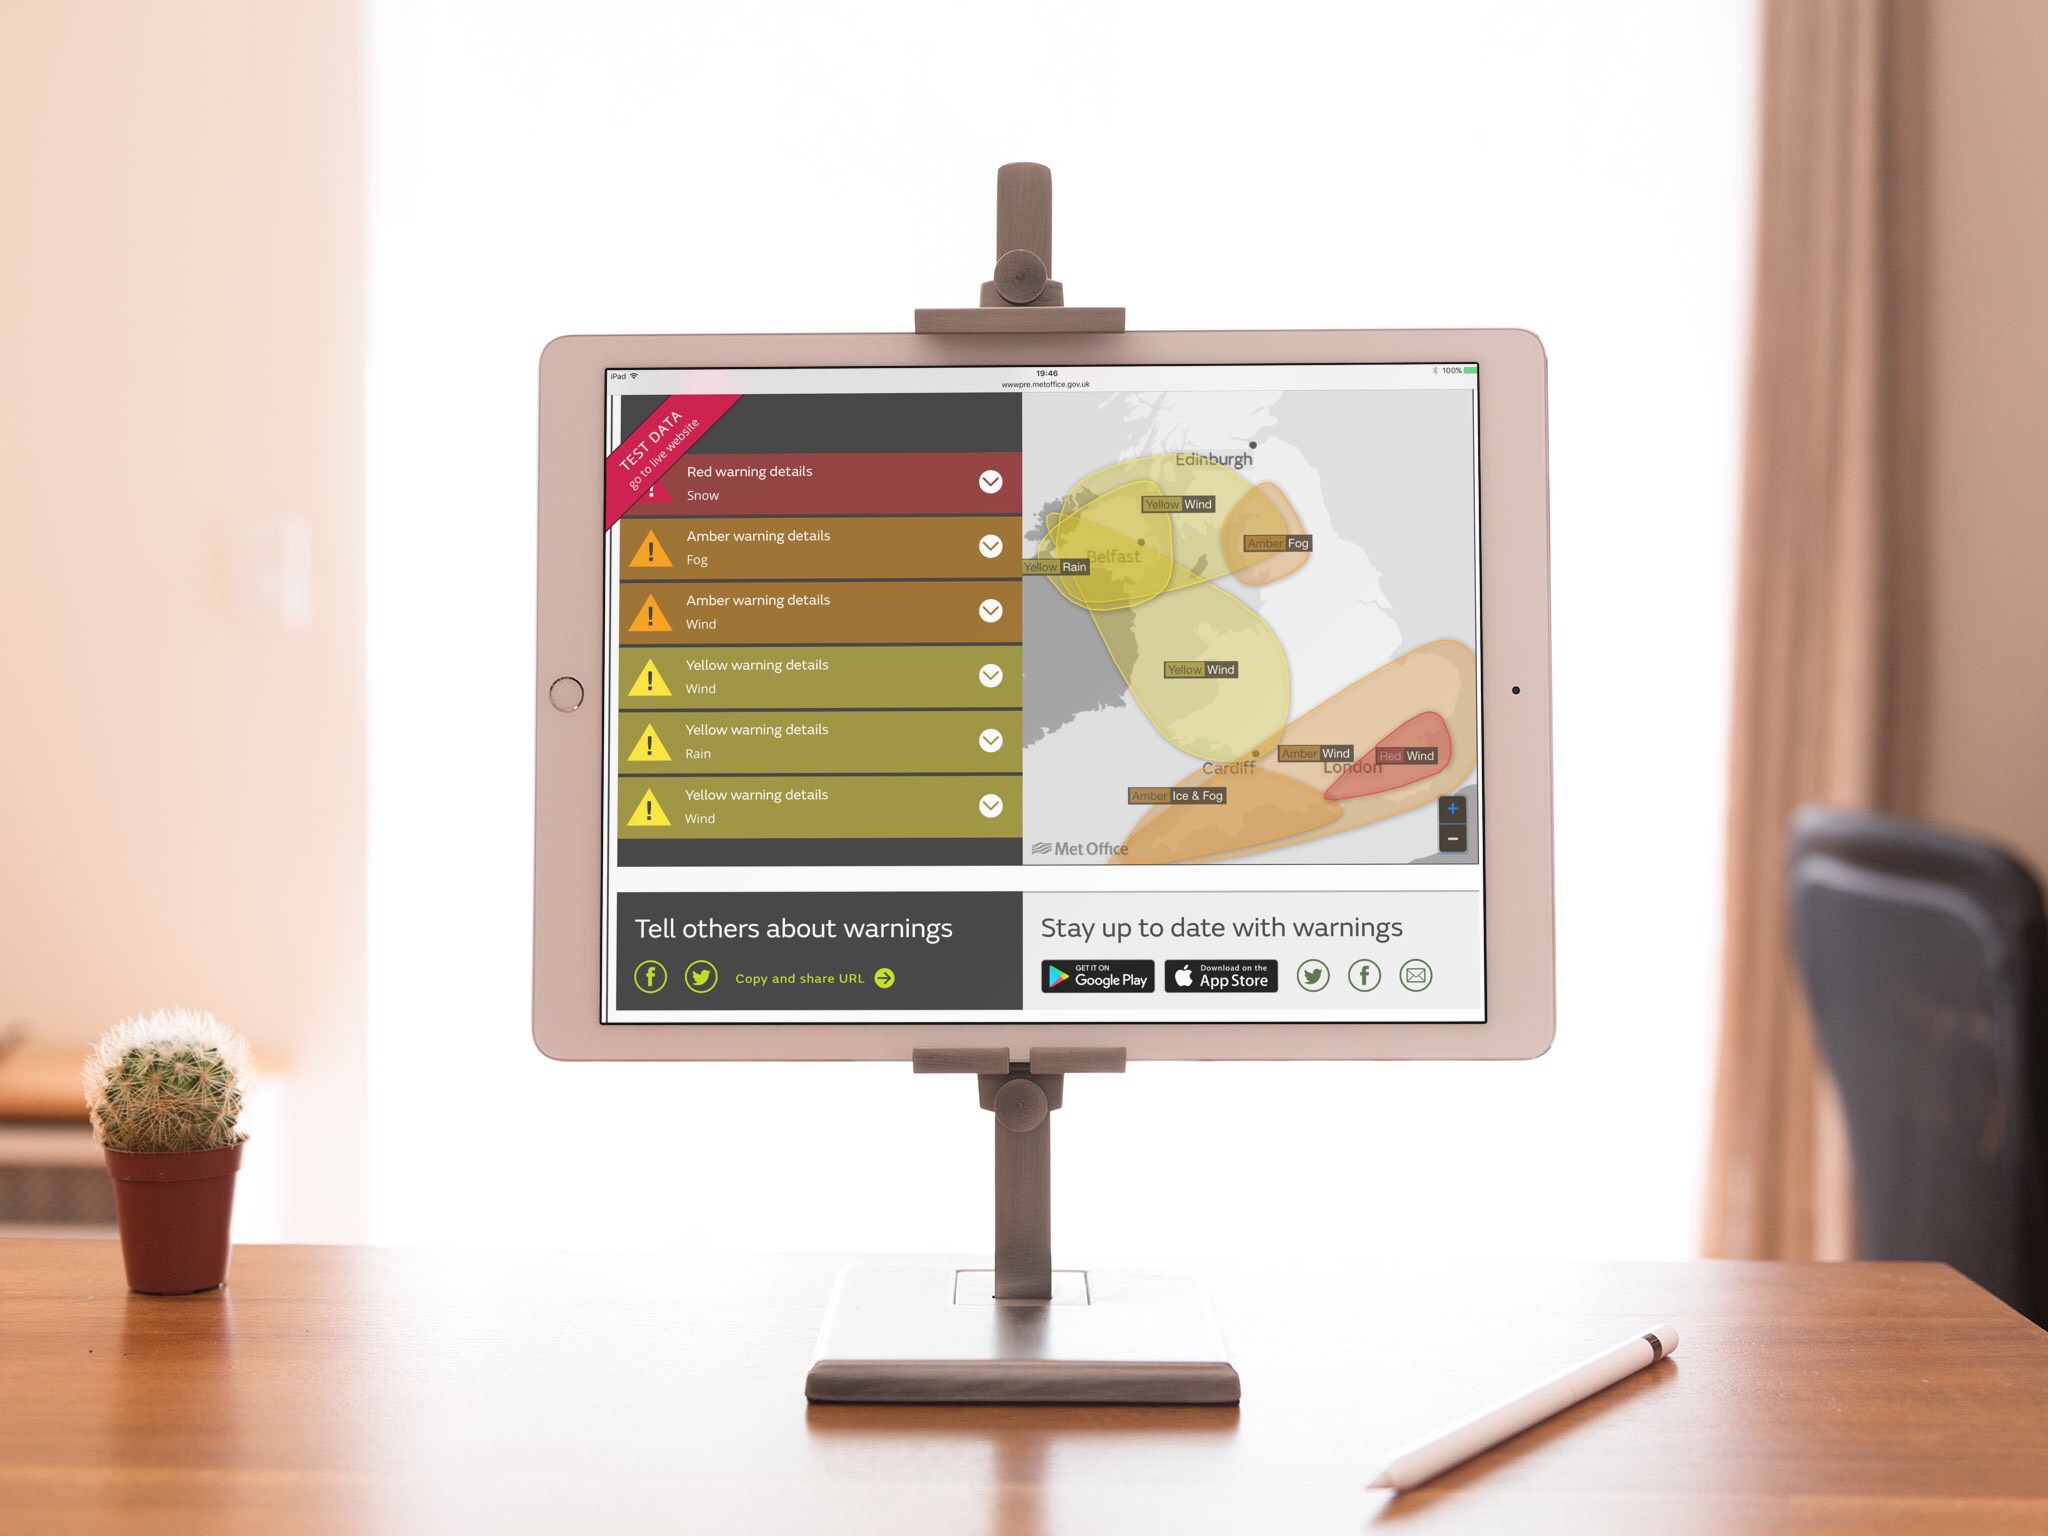 iPad
19:46
100%
wwwpre.metoffice.gov.uk
TEST DATA
go to live website
Red warning details
Snow
Amber warning details
Fog
Amber warning details
Wind
Yellow warning details
Wind
Yellow warning details
Rain
Yellow warning details
Wind
Edinburgh
Yellow Wind
Amber Fog
Belfast
Yellow Rain
Yellow Wind
Amber Wind
Red Wind
Cardiff
London
Amber Ice & Fog
+
−
Met Office
Tell others about warnings
Copy and share URL
Stay up to date with warnings
GET IT ON
Google Play
Download on the
App Store